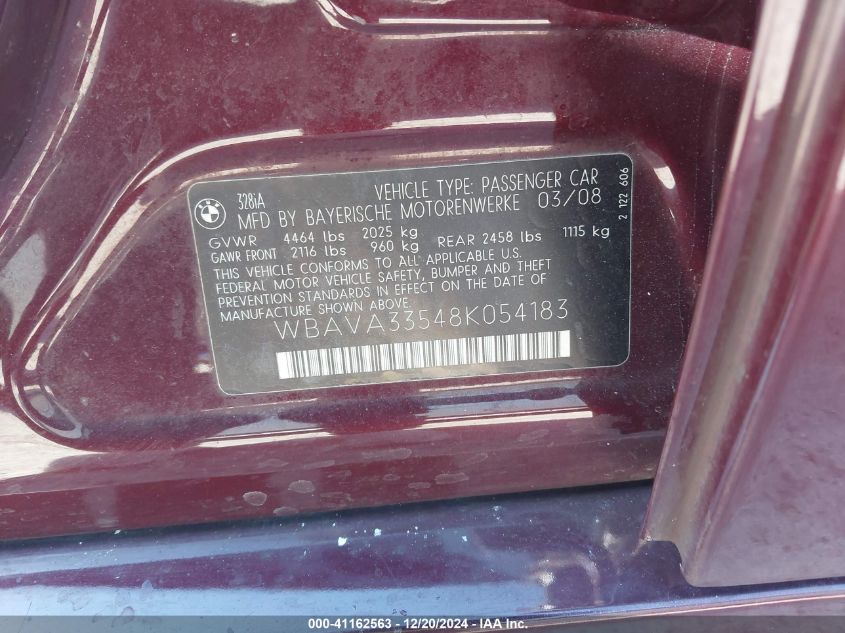 BMW
328iA
VEHICLE TYPE: PASSENGER CAR
MFD BY BAYERISCHE MOTORENWERKE 03/08
GVWR 4464 lbs 2025 kg
GAWR FRONT 2116 lbs 960 kg REAR 2458 lbs 1115 kg
THIS VEHICLE CONFORMS TO ALL APPLICABLE U.S.
FEDERAL MOTOR VEHICLE SAFETY, BUMPER AND THEFT
PREVENTION STANDARDS IN EFFECT ON THE DATE OF
MANUFACTURE SHOWN ABOVE.
WBAVA33548K054183
2 122 606
000-41162563 - 12/20/2024 - IAA Inc.